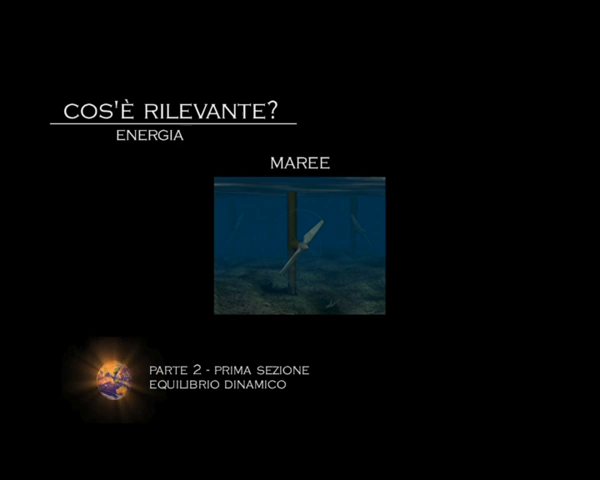 COS'È RILEVANTE?
ENERGIA
MAREE
PARTE 2 - PRIMA SEZIONE
EQUILIBRIO DINAMICO